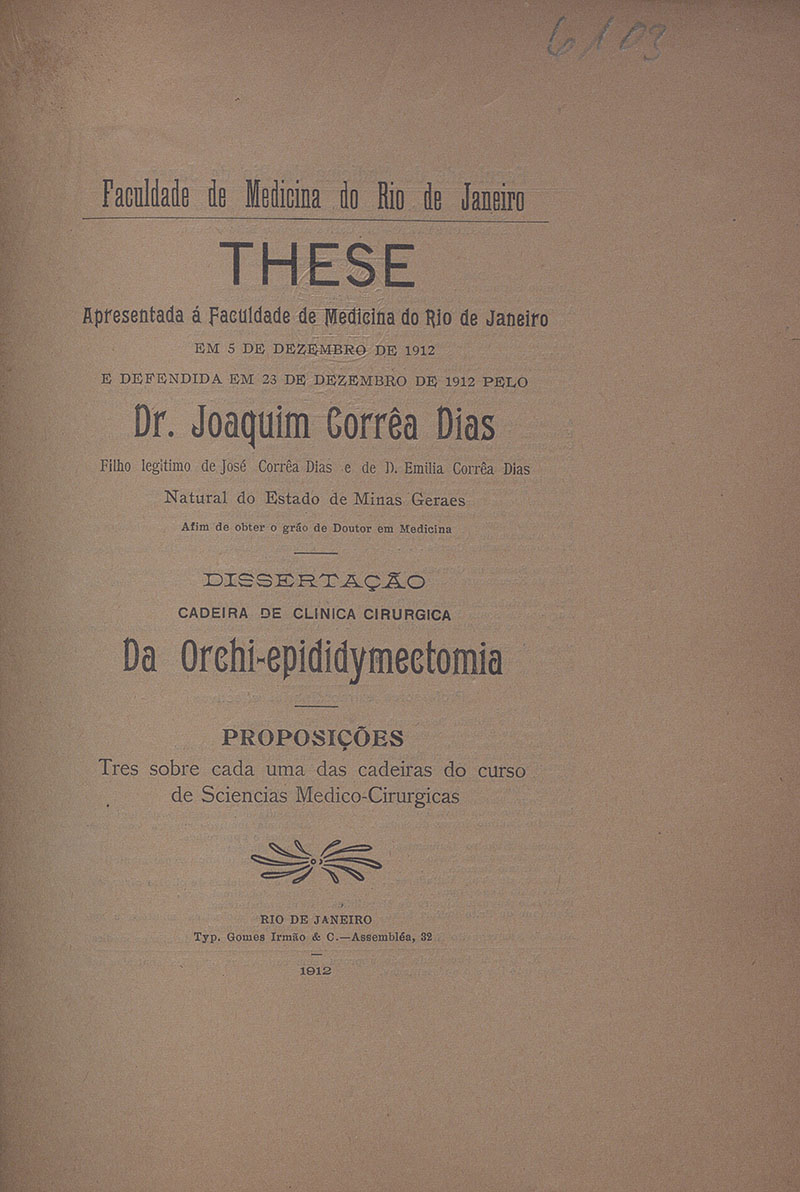 6103
Faculdade de Medicina do Rio de Janeiro
THESE
Apresentada á Faculdade de Medicina do Rio de Janeiro
EM 5 DE DEZEMBRO DE 1912
E DEFENDIDA EM 23 DE DEZEMBRO DE 1912 PELO
Dr. Joaquim Corrêa Dias
Filho legitimo de José Corrêa Dias e de D. Emilia Corrêa Dias
Natural do Estado de Minas Geraes
Afim de obter o gráo de Doutor em Medicina
DISSERTAÇÃO
CADEIRA DE CLINICA CIRURGICA
Da Orchi-epididymectomia
PROPOSIÇÕES
Tres sobre cada uma das cadeiras do curso
de Sciencias Medico-Cirurgicas
RIO DE JANEIRO
Typ. Gomes Irmão & C.—Assembléa, 32
1912